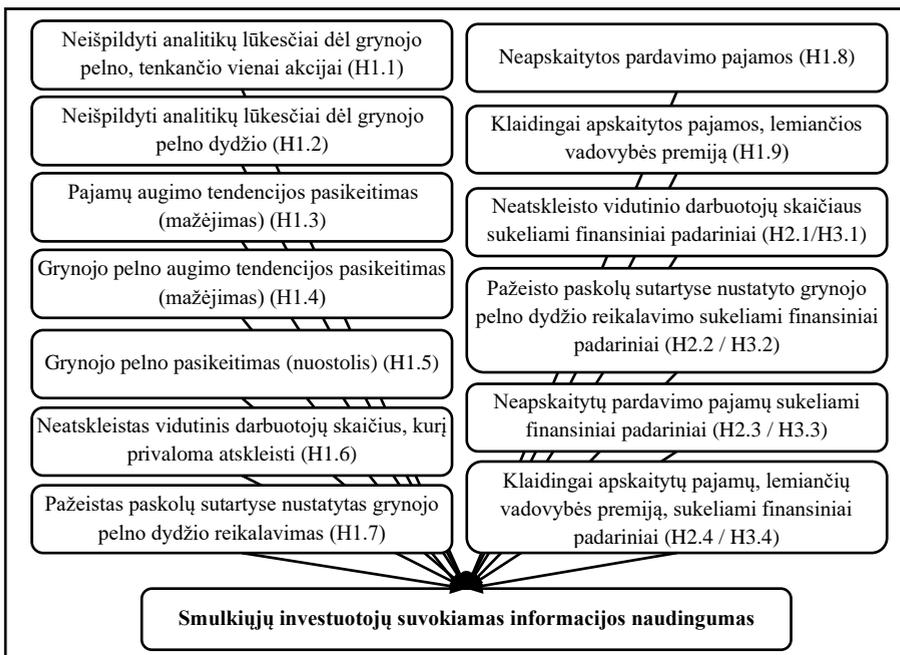 Neišpildyti analitikų lūkesčiai dėl grynojo
pelno, tenkančio vienai akcijai (H1.1)
Neišpildyti analitikų lūkesčiai dėl grynojo
pelno dydžio (H1.2)
Pajamų augimo tendencijos pasikeitimas
(mažėjimas) (H1.3)
Grynojo pelno augimo tendencijos pasikeitimas
(mažėjimas) (H1.4)
Grynojo pelno pasikeitimas (nuostolis) (H1.5)
Neatskleistas vidutinis darbuotojų skaičius, kurį
privaloma atskleisti (H1.6)
Pažeistas paskolų sutartyse nustatytas grynojo
pelno dydžio reikalavimas (H1.7)
Neapskaitytos pardavimo pajamos (H1.8)
Klaidingai apskaitytos pajamos, lemiančios
vadovybės premiją (H1.9)
Neatskleisto vidutinio darbuotojų skaičiaus
sukeliami finansiniai padariniai (H2.1/H3.1)
Pažeisto paskolų sutartyse nustatyto grynojo
pelno dydžio reikalavimo sukeliami finansiniai
padariniai (H2.2 / H3.2)
Neapskaitytų pardavimo pajamų sukeliami
finansiniai padariniai (H2.3 / H3.3)
Klaidingai apskaitytų pajamų, lemiančių
vadovybės premiją, sukeliami finansiniai
padariniai (H2.4 / H3.4)
Smulkiųjų investuotojų suvokiamas informacijos naudingumas